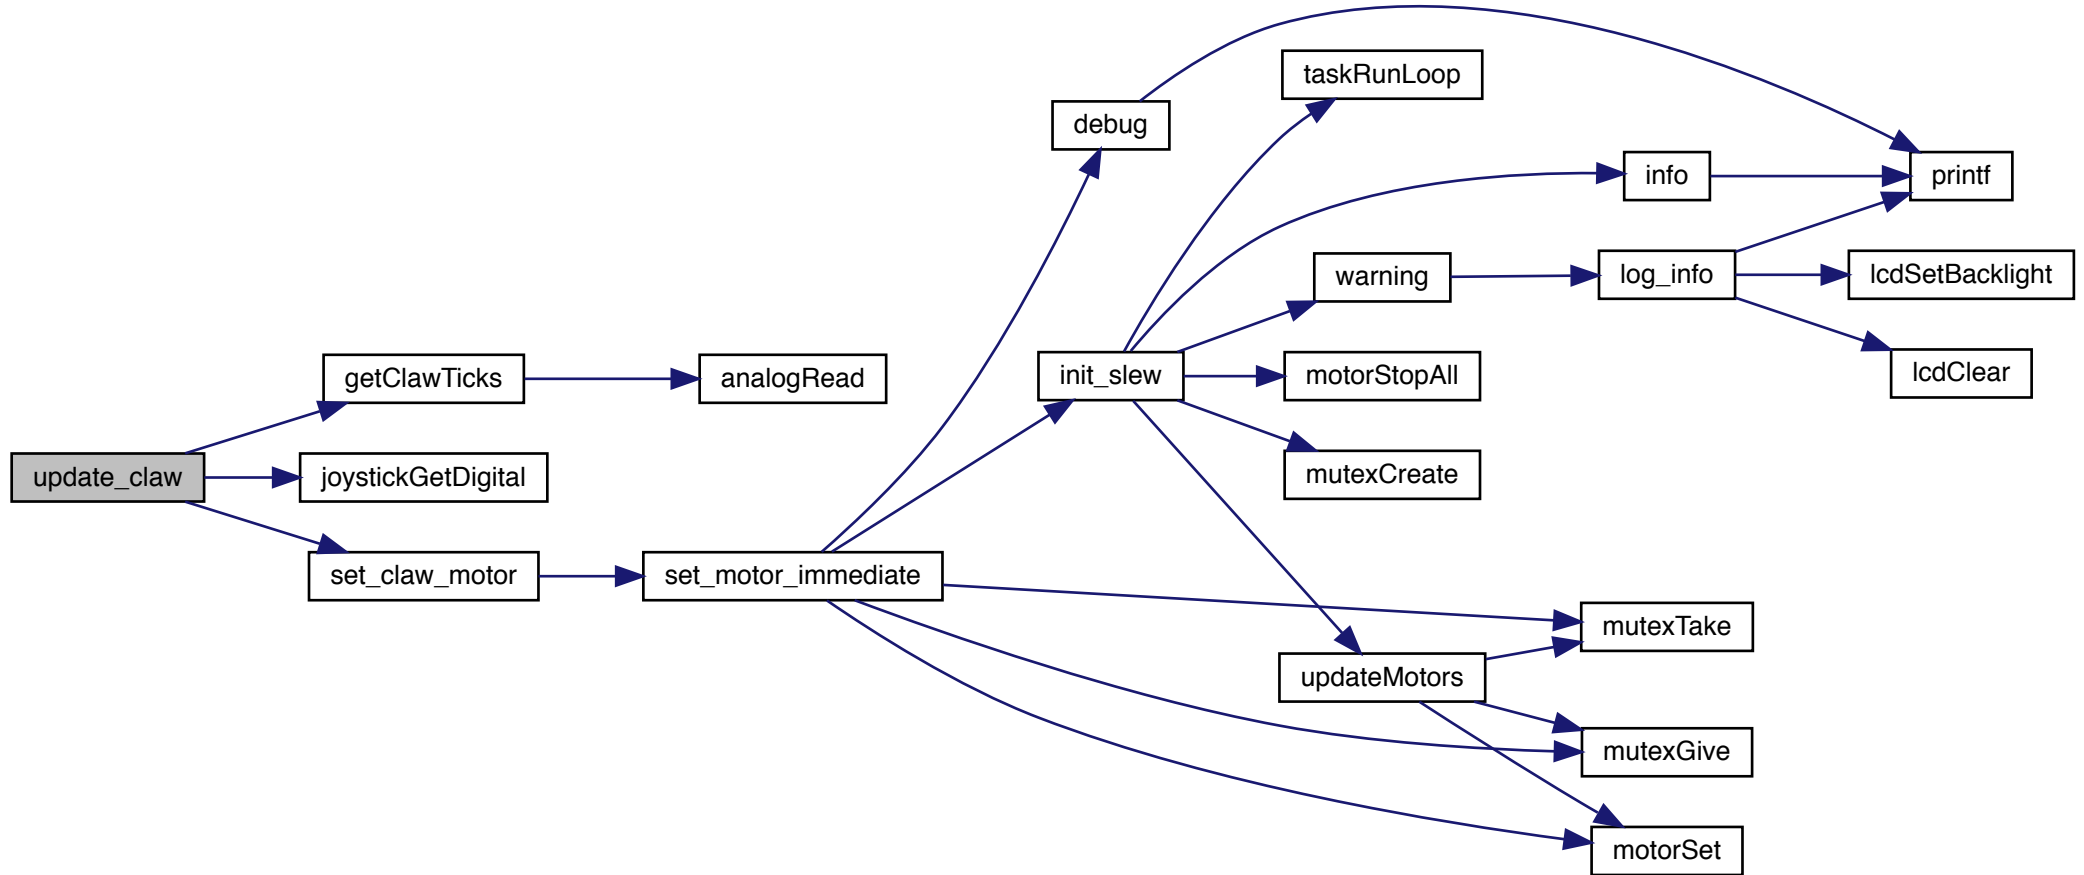 taskRunLoop
debug
info
printf
warning
log_info
lcdSetBacklight
getClawTicks
analogRead
init_slew
motorStopAll
lcdClear
update_claw
joystickGetDigital
mutexCreate
set_claw_motor
set_motor_immediate
mutexTake
updateMotors
mutexGive
motorSet